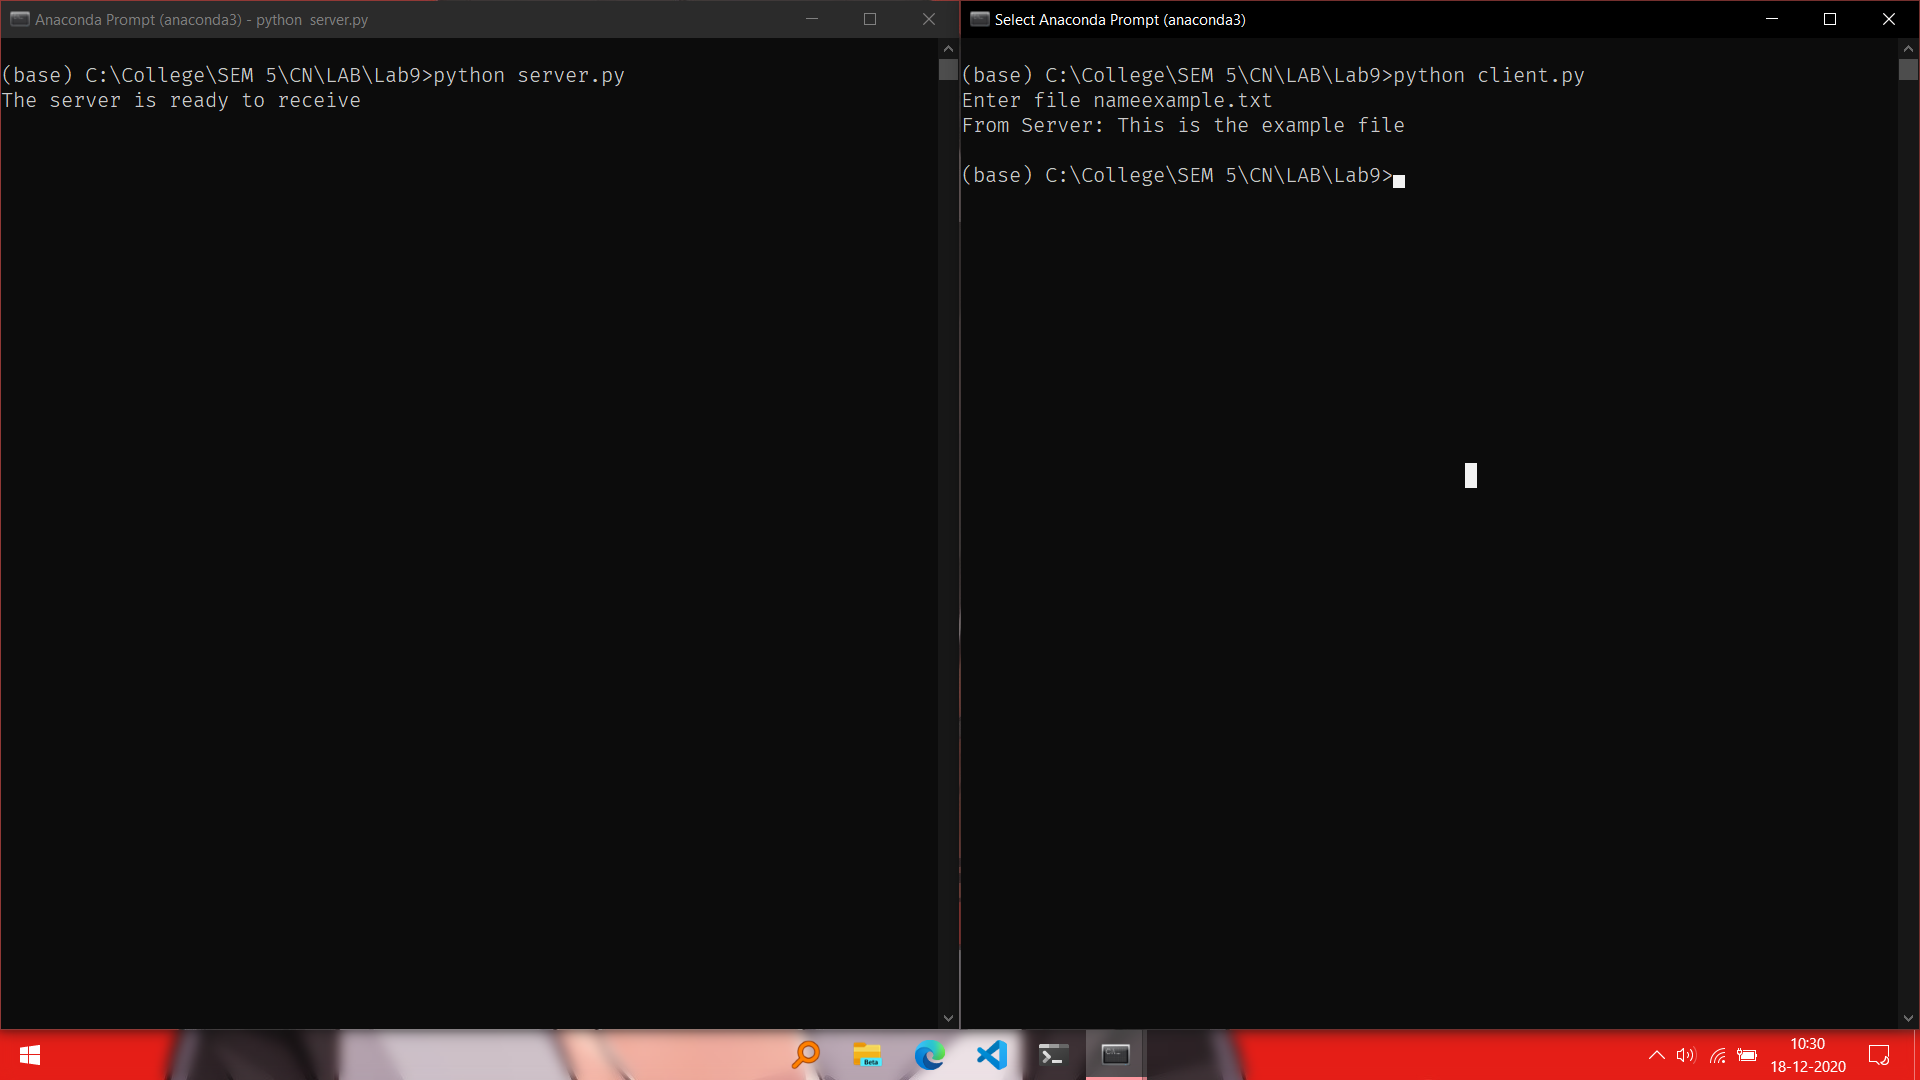 Anaconda Prompt (anaconda3) - python  server.py
(base) C:\College\SEM 5\CN\LAB\Lab9>python server.py
The server is ready to receive
Select Anaconda Prompt (anaconda3)
(base) C:\College\SEM 5\CN\LAB\Lab9>python client.py
Enter file nameexample.txt
From Server: This is the example file
(base) C:\College\SEM 5\CN\LAB\Lab9>
Beta
10:30
18-12-2020